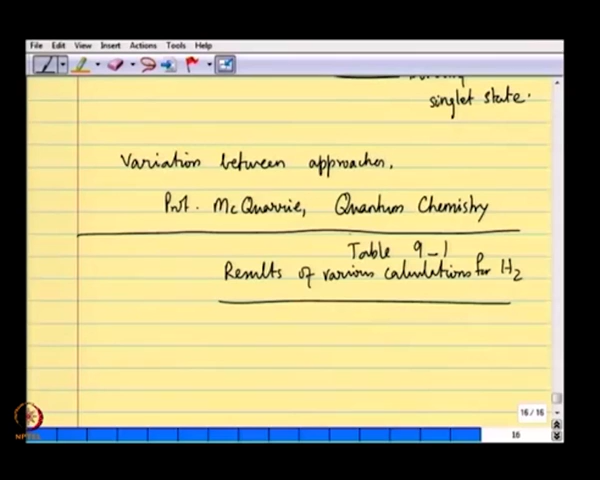 File Edit View Insert Actions Tools Help
singlet state.
Variation between approaches.
Prof. McQuarrie, Quantum Chemistry
Table 9-1
Results of various calculations for H2
16/16
16
NPTEL